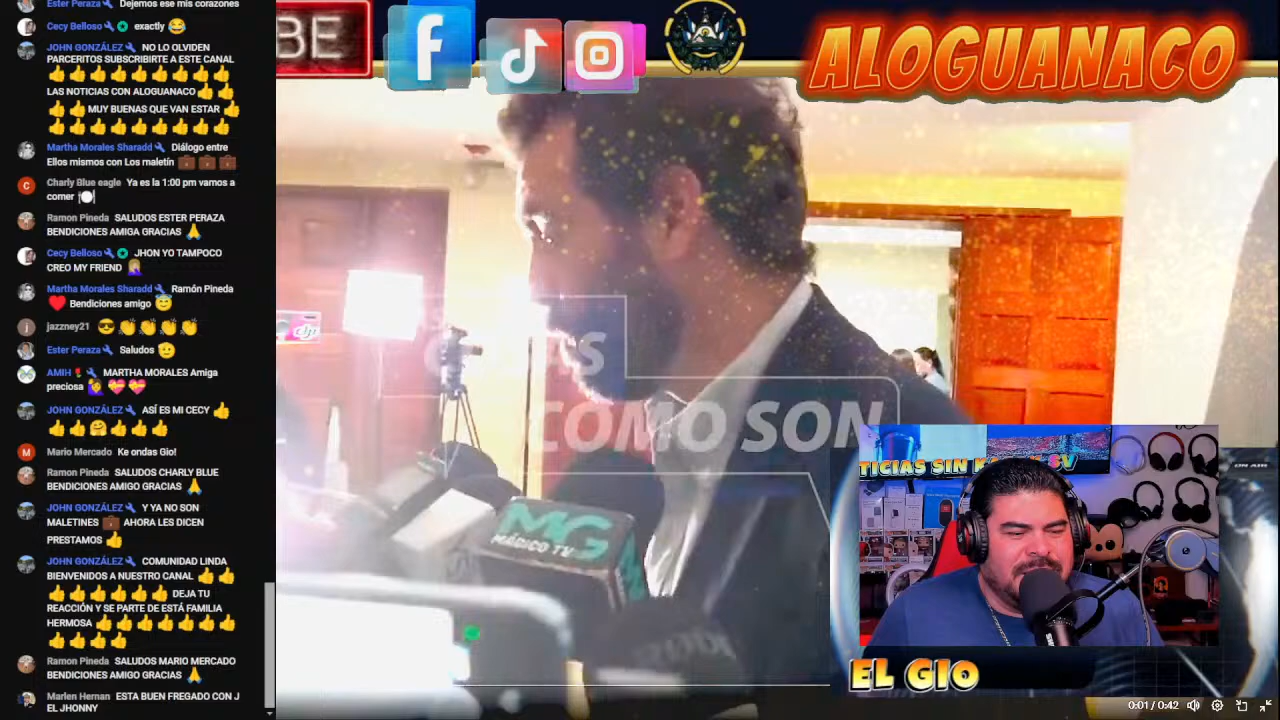 Ester Peraza Dejemos ese mis corazones
Cecy Belloso exactly
JOHN GONZÁLEZ NO LO OLVIDEN
PARCERITOS SUBSCRIBIRTE A ESTE CANAL
LAS NOTICIAS CON ALOGUANACO
MUY BUENAS QUE VAN ESTAR
Martha Morales Sharadd Diálogo entre
Ellos mismos con Los maletín
Charly Blue eagle Ya es la 1:00 pm vamos a
comer
Ramon Pineda SALUDOS ESTER PERAZA
BENDICIONES AMIGA GRACIAS
Cecy Belloso JHON YO TAMPOCO
CREO MY FRIEND
Martha Morales Sharadd Ramón Pineda
Bendiciones amigo
jazzney21
Ester Peraza Saludos
AMIH MARTHA MORALES Amiga
preciosa
JOHN GONZÁLEZ ASÍ ES MI CECY
Mario Mercado Ke ondas Gio!
Ramon Pineda SALUDOS CHARLY BLUE
BENDICIONES AMIGO GRACIAS
JOHN GONZÁLEZ Y YA NO SON
MALETINES AHORA LES DICEN
PRESTAMOS
JOHN GONZÁLEZ COMUNIDAD LINDA
BIENVENIDOS A NUESTRO CANAL
DEJA TU
REACCIÓN Y SE PARTE DE ESTÁ FAMILIA
HERMOSA
Ramon Pineda SALUDOS MARIO MERCADO
BENDICIONES AMIGO GRACIAS
Marlen Hernan ESTA BUEN FREGADO CON J
EL JHONNY
BE
ALOGUANACO
dji
COMO SON
MG
MÁGICO TV
TICIAS SIN
SV
ON AIR
EL GIO
0:01 / 0:42